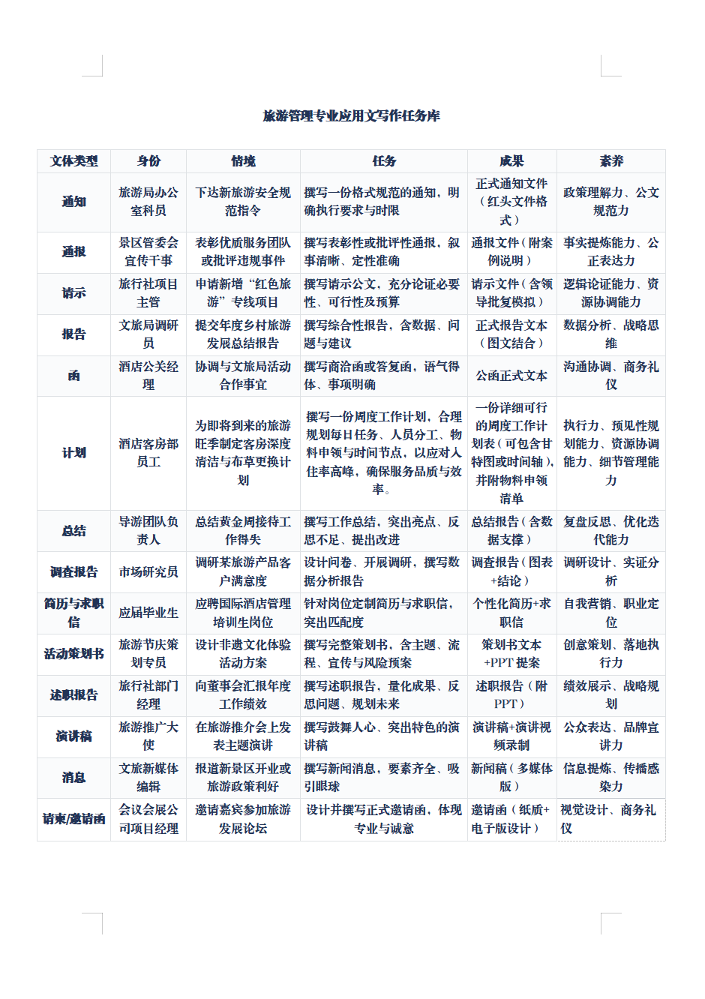 旅游管理专业应用文写作任务库
文体类型 身份 情境 任务 成果 素养
通知
旅游局办公
室科员
下达新旅游安全规
范指令
撰写一份格式规范的通知，明
确执行要求与时限
正式通知文件
（红头文件格
式）
政策理解力、公文
规范力
通报
景区管委会
宣传干事
表彰优质服务团队
或批评违规事件
撰写表彰性或批评性通报，叙
事清晰、定性准确
通报文件（附案
例说明）
事实提炼能力、公
正表达力
请示
旅行社项目
主管
申请新增“红色旅
游”专线项目
撰写请示公文，充分论证必要
性、可行性及预算
请示文件（含领
导批复模拟）
逻辑论证能力、资
源协调能力
报告
文旅局调研
员
提交年度乡村旅游
发展总结报告
撰写综合性报告，含数据、问
题与建议
正式报告文本
（图文结合）
数据分析、战略思
维
函
酒店公关经
理
协调与文旅局活动
合作事宜
撰写商洽函或答复函，语气得
体、事项明确
公函正式文本
沟通协调、商务礼
仪
计划
酒店客房部
员工
为即将到来的旅游
旺季制定客房深度
清洁与布草更换计
划
撰写一份周度工作计划，合理
规划每日任务、人员分工、物
料申领与时间节点，以应对入
住率高峰，确保服务品质与效
率。
一份详细可行
的周度工作计
划表（可包含甘
特图或时间轴），
并附物料申领
清单
执行力、预见性规
划能力、资源协调
能力、细节管理能
力
总结
导游团队负
责人
总结黄金周接待工
作得失
撰写工作总结，突出亮点、反
思不足、提出改进
总结报告（含数
据支撑）
复盘反思、优化迭
代能力
调查报告
市场研究员
调研某旅游产品客
户满意度
设计问卷、开展调研，撰写数
据分析报告
调查报告（图表
+结论）
调研设计、实证分
析
简历与求职
信
应届毕业生
应聘国际酒店管理
培训生岗位
针对岗位定制简历与求职信，
突出匹配度
个性化简历+求
职信
自我营销、职业定
位
活动策划书
旅游节庆策
划专员
设计非遗文化体验
活动方案
撰写完整策划书，含主题、流
程、宣传与风险预案
策划书文本
+PPT 提案
创意策划、落地执
行力
述职报告
旅行社部门
经理
向董事会汇报年度
工作绩效
撰写述职报告，量化成果、反
思问题、规划未来
述职报告（附
PPT）
绩效展示、战略规
划
演讲稿
旅游推广大
使
在旅游推介会上发
表主题演讲
撰写鼓舞人心、突出特色的演
讲稿
演讲稿+演讲视
频录制
公众表达、品牌宣
讲力
消息
文旅新媒体
编辑
报道新景区开业或
旅游政策利好
撰写新闻消息，要素齐全、吸
引眼球
新闻稿（多媒体
版）
信息提炼、传播感
染力
请柬/邀请函
会议会展公
司项目经理
邀请嘉宾参加旅游
发展论坛
设计并撰写正式邀请函，体现
专业与诚意
邀请函（纸质+
电子版设计）
视觉设计、商务礼
仪